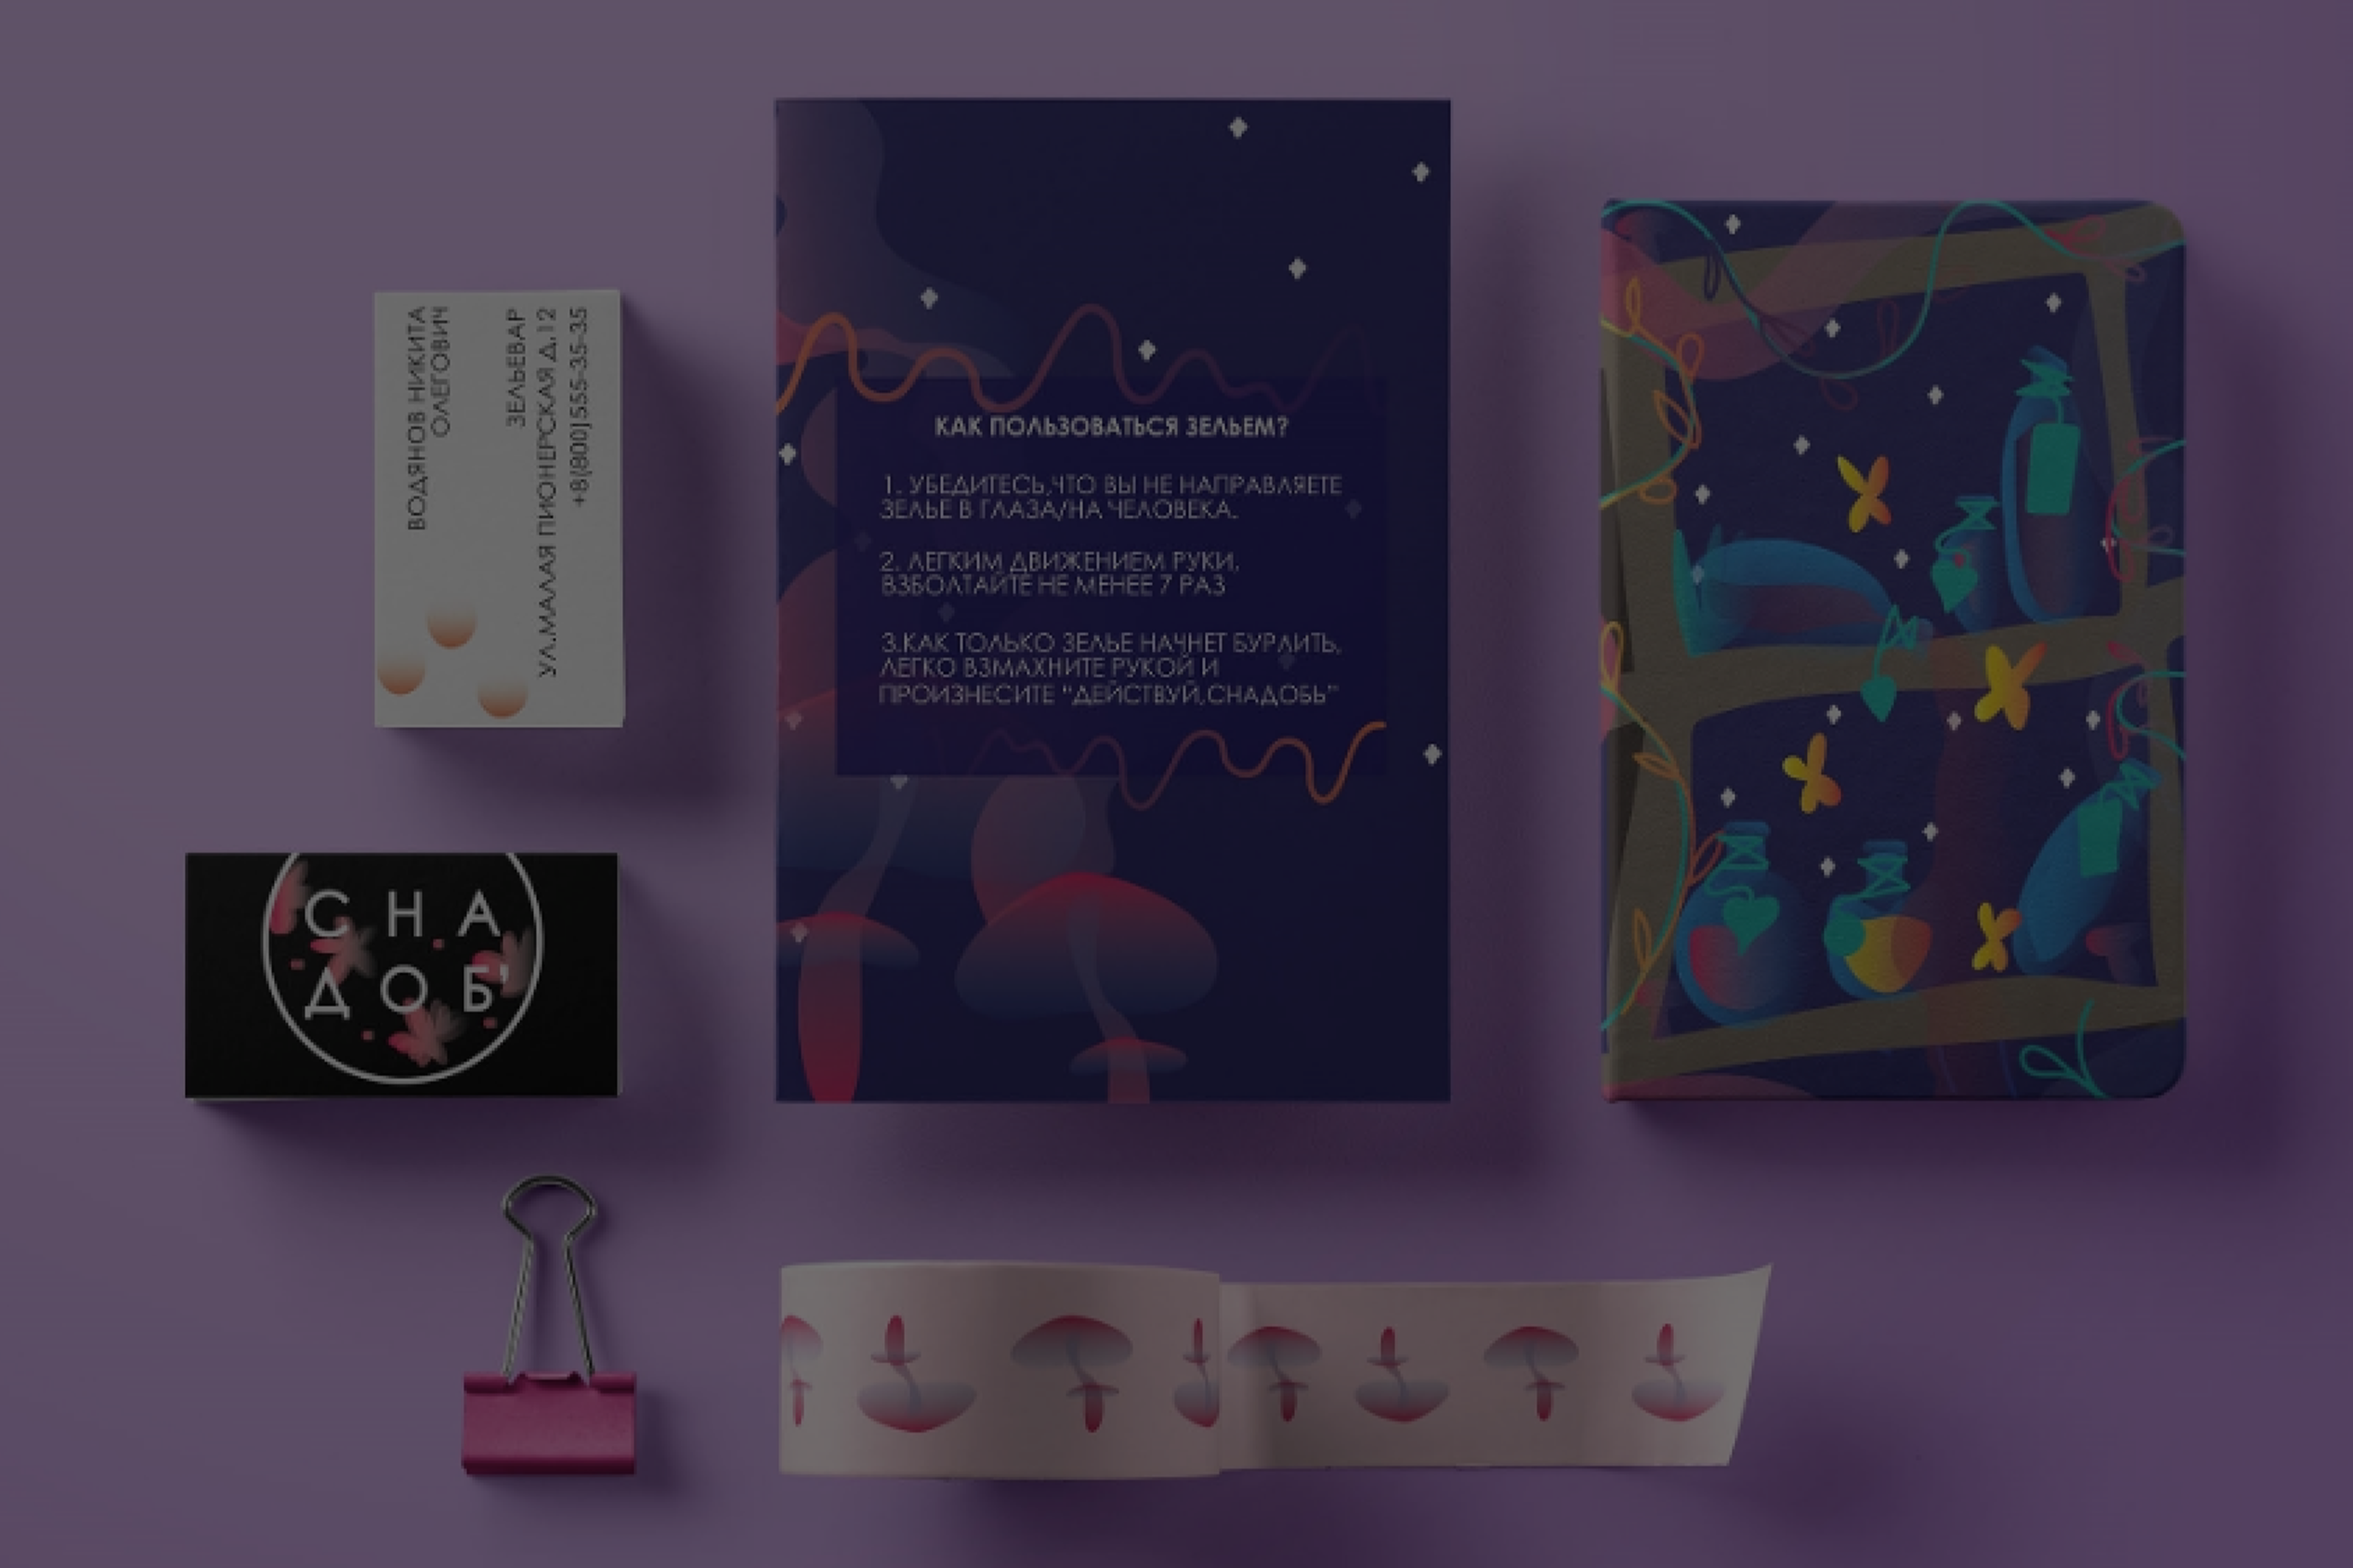 ВОДЯНОВ НИКИТА
ОЛЕГОВИЧ
ЗЕЛЬЕВАР
УЛ.МАЛАЯ ПИОНЕРСКАЯ Д.12
+8(800)555-35-35
СНА
ДОБ'
КАК ПОЛЬЗОВАТЬСЯ ЗЕЛЬЕМ?
1. УБЕДИТЕСЬ,ЧТО ВЫ НЕ НАПРАВЛЯЕТЕ
ЗЕЛЬЕ В ГЛАЗА/НА ЧЕЛОВЕКА.
2. ЛЕГКИМ ДВИЖЕНИЕМ РУКИ,
ВЗБОЛТАЙТЕ НЕ МЕНЕЕ 7 РАЗ
3.КАК ТОЛЬКО ЗЕЛЬЕ НАЧНЕТ БУРЛИТЬ,
ЛЕГКО ВЗМАХНИТЕ РУКОЙ И
ПРОИЗНЕСИТЕ "ДЕЙСТВУЙ,СНАДОБЬ"